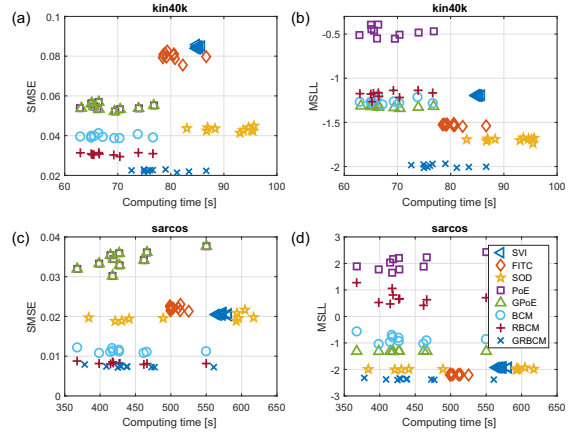 kin40k
(a)
0.1
0.08
0.06
0.04
0.02
SMSE
60
70
80
90
100
Computing time [s]
kin40k
(b)
0
-0.5
-1
-1.5
-2
MSLL
60
70
80
90
100
Computing time [s]
sarcos
(c)
0.04
0.03
0.02
0.01
0
SMSE
350
400
450
500
550
600
650
Computing time [s]
sarcos
(d)
3
2
1
0
-1
-2
-3
MSLL
350
400
450
500
550
600
650
Computing time [s]
SVI
FITC
SOD
PoE
GPoE
BCM
RBCM
GRBCM